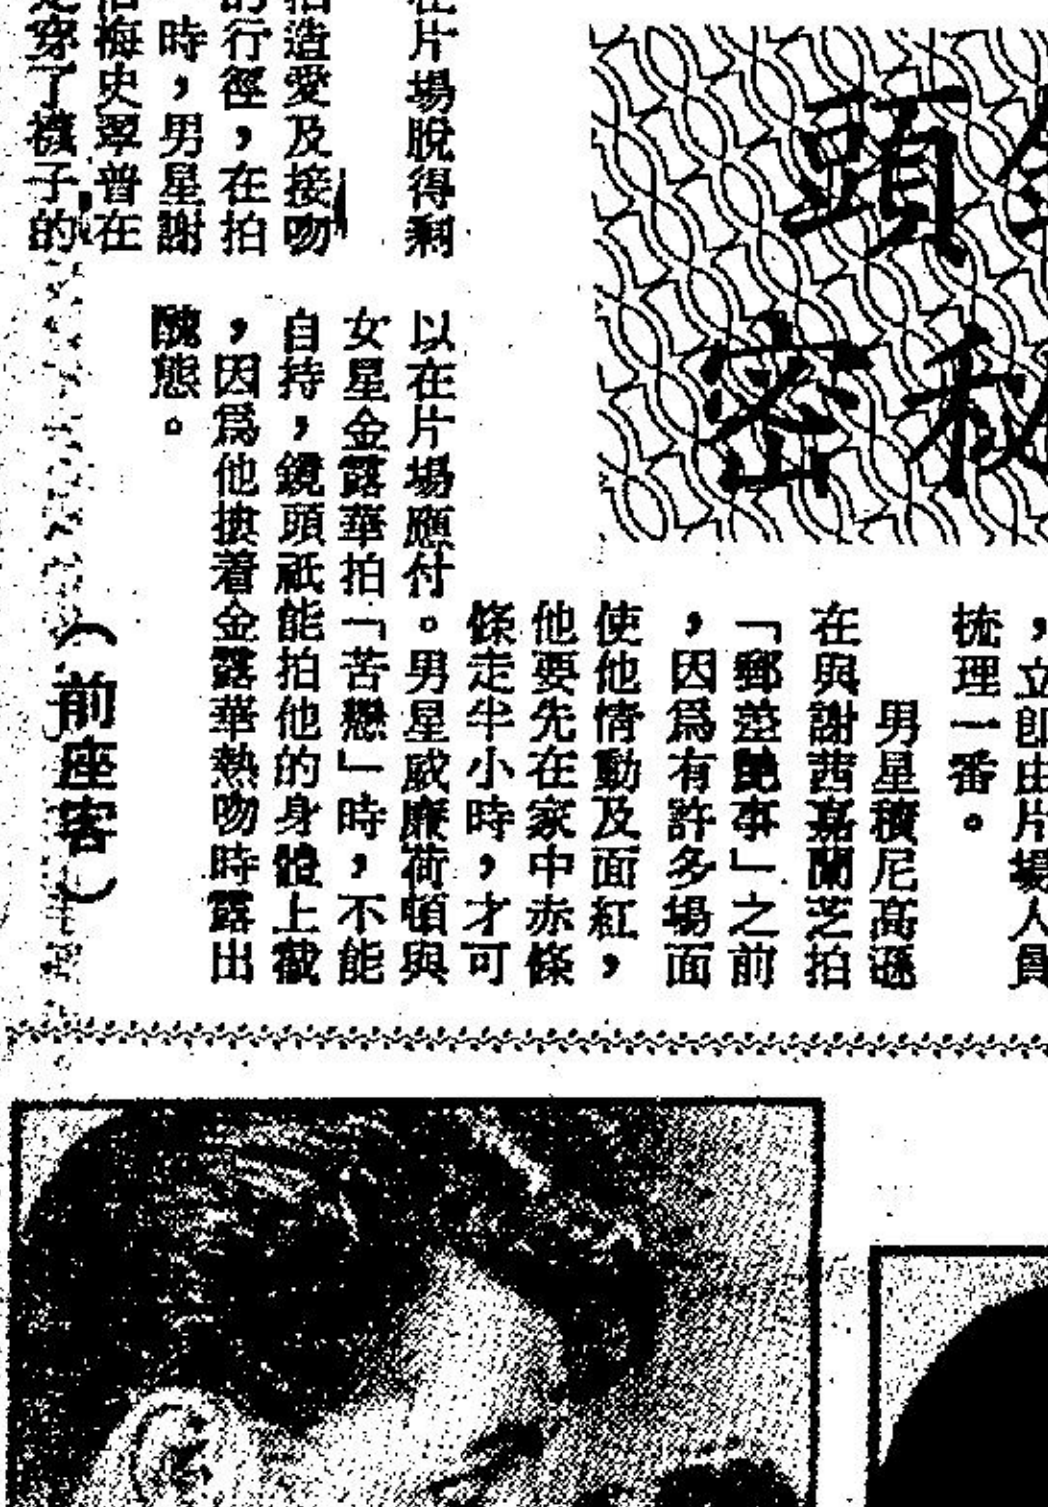 頭
秘密
在片場脫得剩
拍造愛及接吻
的行徑，在拍
時，男星謝
梅史翠普在
穿了襪子的
，立卽由片場人員
梳理一番。
男星積尼高遜
在與謝茜嘉蘭芝拍
「郵差艷事」之前
，因爲有許多場面
使他情動及面紅，
他要先在家中赤條
條走半小時，才可
以在片場應付。男星威廉荷頓與
女星金露華拍「苦戀」時，不能
自持，鏡頭祇能拍他的身體上截
，因爲他摟着金露華熱吻時露出
醜態。
（前座客）